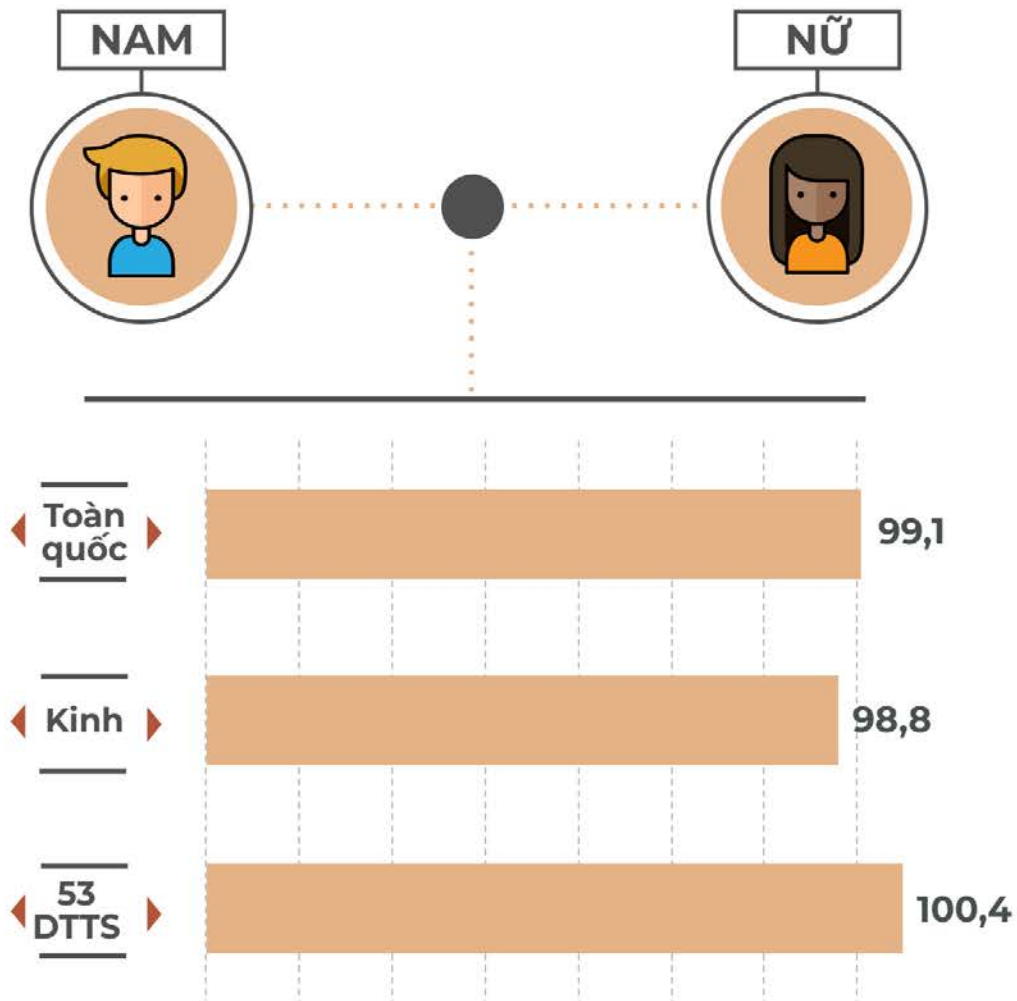 NAM
NỮ
Toàn
quốc
99,1
Kinh
98,8
53
DTTS
100,4